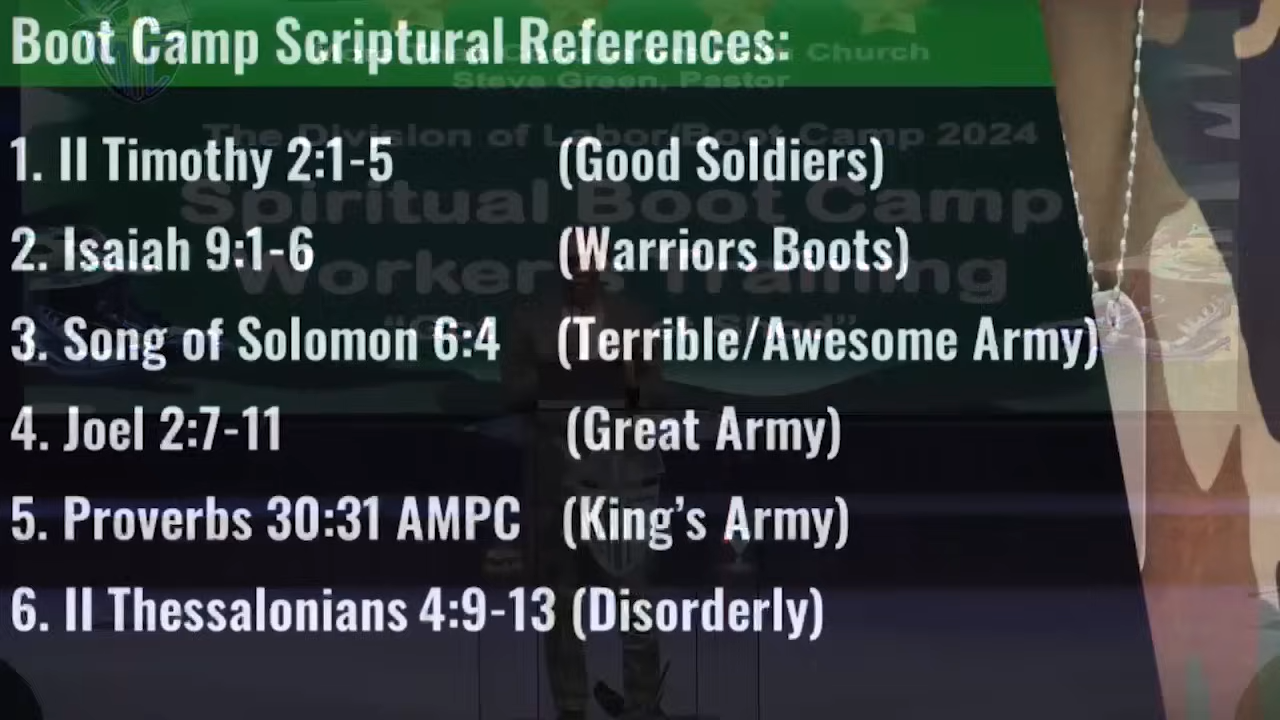 Boot Camp Scriptural References:
Church
Steve Green, Pastor
The Division of Labor/Boot Camp 2024
1. II Timothy 2:1-5 (Good Soldiers)
Spiritual Boot Camp
2. Isaiah 9:1-6 (Warriors Boots)
Worker's Training
3. Song of Solomon 6:4 (Terrible/Awesome Army)
4. Joel 2:7-11 (Great Army)
5. Proverbs 30:31 AMPC (King’s Army)
6. II Thessalonians 4:9-13 (Disorderly)